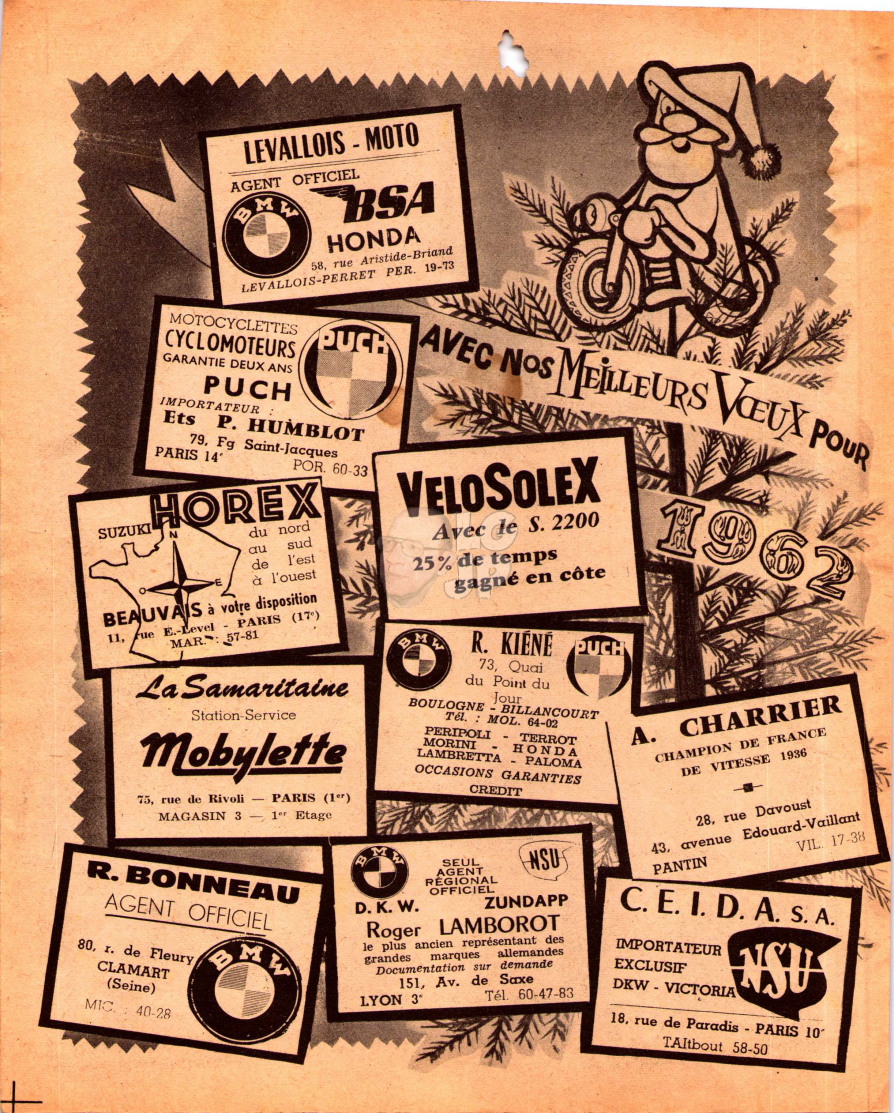 LEVALLOIS - MOTO
AGENT OFFICIEL
BMW
BSA
HONDA
58, rue Aristide-Briand
LEVALLOIS-PERRET PER. 19-73
MOTOCYCLETTES
CYCLOMOTEURS
GARANTIE DEUX ANS
PUCH
PUCH
IMPORTATEUR :
Ets P. HUMBLOT
79, Fg Saint-Jacques
PARIS 14e
POR. 60-33
AVEC NOS MEILLEURS VŒUX POUR
1962
SUZUKI HOREX
N
O
E
S
du nord
au sud
de l'est
à l'ouest
BEAUVAIS à votre disposition
11, rue E.-Level - PARIS (17e)
MAR. : 57-81
VELOSOLEX
Avec le S. 2200
25% de temps
gagné en côte
La Samaritaine
Station-Service
Mobylette
75, rue de Rivoli — PARIS (1er)
MAGASIN 3 — 1er Etage
BMW
R. KIÉNÉ
PUCH
73, Quai
du Point du
Jour
BOULOGNE - BILLANCOURT
Tél. : MOL. 64-02
PERIPOLI - TERROT
MORINI - HONDA
LAMBRETTA - PALOMA
OCCASIONS GARANTIES
CREDIT
A. CHARRIER
CHAMPION DE FRANCE
DE VITESSE 1936
28, rue Davoust
43, avenue Edouard-Vaillant
PANTIN
VIL. 17-38
R. BONNEAU
AGENT OFFICIEL
80, r. de Fleury
CLAMART
(Seine)
MIC. : 40-28
BMW
BMW
SEUL
AGENT
RÉGIONAL
OFFICIEL
NSU
D.K.W. ZUNDAPP
Roger LAMBOROT
le plus ancien représentant des
grandes marques allemandes
Documentation sur demande
151, Av. de Saxe
LYON 3e Tél. 60-47-83
C.E.I.D.A. S.A.
IMPORTATEUR
EXCLUSIF
DKW - VICTORIA
NSU
18, rue de Paradis - PARIS 10e
TAItbout 58-50